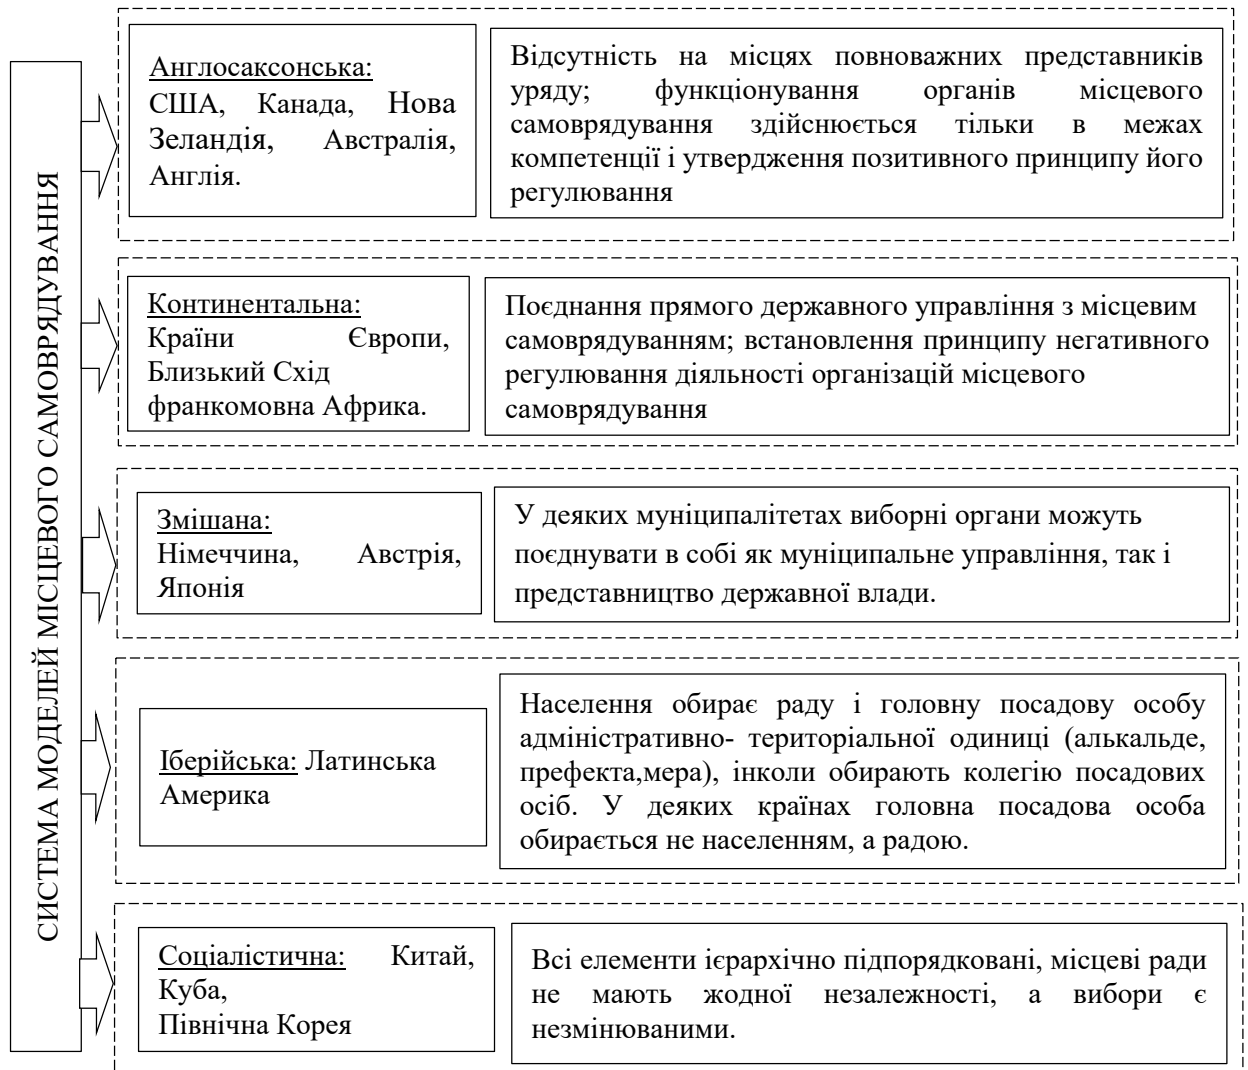 СИСТЕМА МОДЕЛЕЙ МІСЦЕВОГО САМОВРЯДУВАННЯ
Англосаксонська:
США, Канада, Нова
Зеландія, Австралія,
Англія.
Відсутність на місцях повноважних представників
уряду; функціонування органів місцевого
самоврядування здійснюється тільки в межах
компетенції і утвердження позитивного принципу його
регулювання
Континентальна:
Країни Європи,
Близький Схід
франкомовна Африка.
Поєднання прямого державного управління з місцевим
самоврядуванням; встановлення принципу негативного
регулювання діяльності організацій місцевого
самоврядування
Змішана:
Німеччина, Австрія,
Японія
У деяких муніципалітетах виборні органи можуть
поєднувати в собі як муніципальне управління, так і
представництво державної влади.
Іберійська: Латинська
Америка
Населення обирає раду і головну посадову особу
адміністративно- територіальної одиниці (алькальде,
префекта,мера), інколи обирають колегію посадових
осіб. У деяких країнах головна посадова особа
обирається не населенням, а радою.
Соціалістична: Китай,
Куба,
Північна Корея
Всі елементи ієрархічно підпорядковані, місцеві ради
не мають жодної незалежності, а вибори є
незмінюваними.